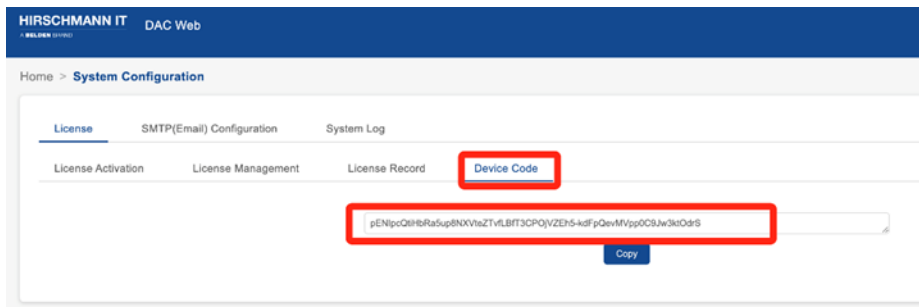 HIRSCHMANN IT DAC Web
A BELDEN BRAND
Home > System Configuration
License SMTP(Email) Configuration System Log
License Activation License Management License Record Device Code
pENIpcQtiHbRa5up8NXVteZTvfLBfT3CPOjVZEh5-kdFpQevMVpp0C9Jw3ktOdrS
Copy